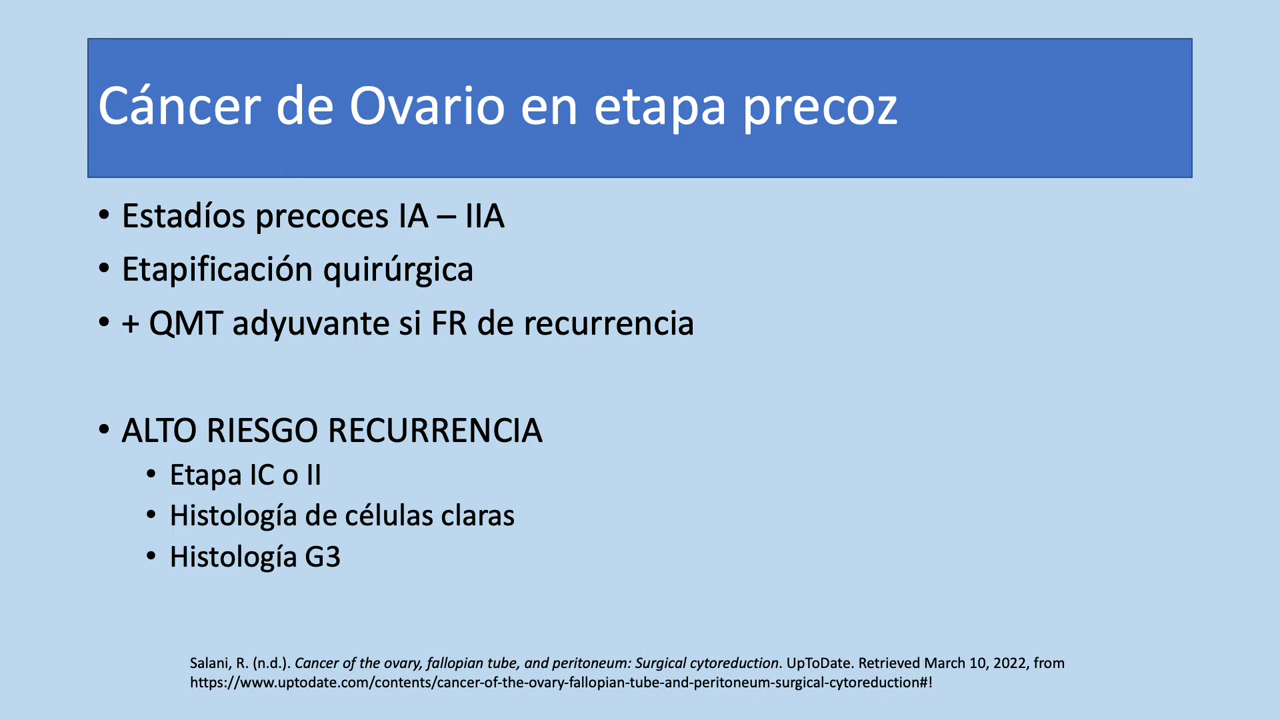 Cáncer de Ovario en etapa precoz
• Estadíos precoces IA – IIA
• Etapificación quirúrgica
• + QMT adyuvante si FR de recurrencia
• ALTO RIESGO RECURRENCIA
• Etapa IC o II
• Histología de células claras
• Histología G3
Salani, R. (n.d.). Cancer of the ovary, fallopian tube, and peritoneum: Surgical cytoreduction. UpToDate. Retrieved March 10, 2022, from
https://www.uptodate.com/contents/cancer-of-the-ovary-fallopian-tube-and-peritoneum-surgical-cytoreduction#!